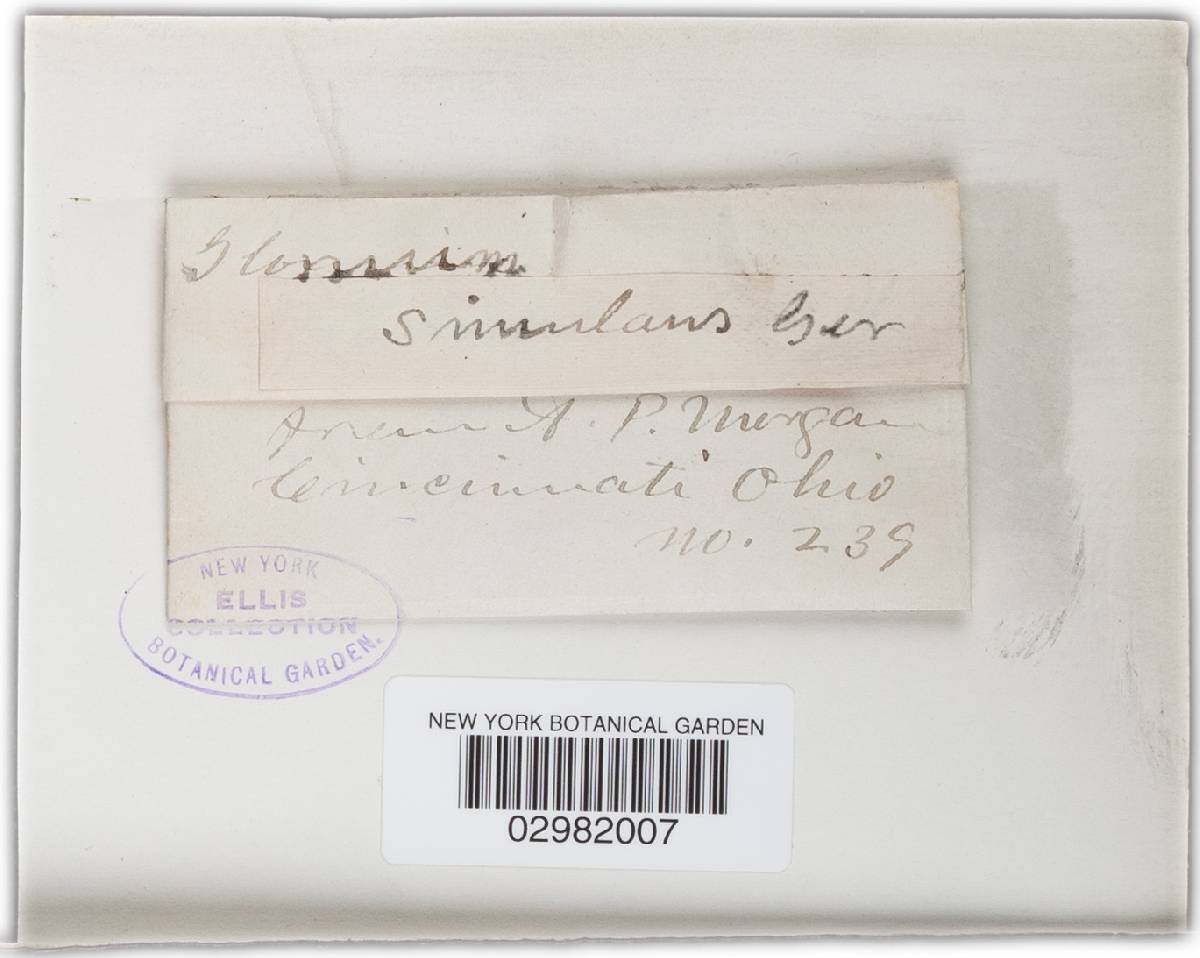 Glonium
simulans Ger
from A. P. Morgan
Cincinnati Ohio
no. 239
NEW YORK
ELLIS
COLLECTION
BOTANICAL GARDEN.
NEW YORK BOTANICAL GARDEN
02982007